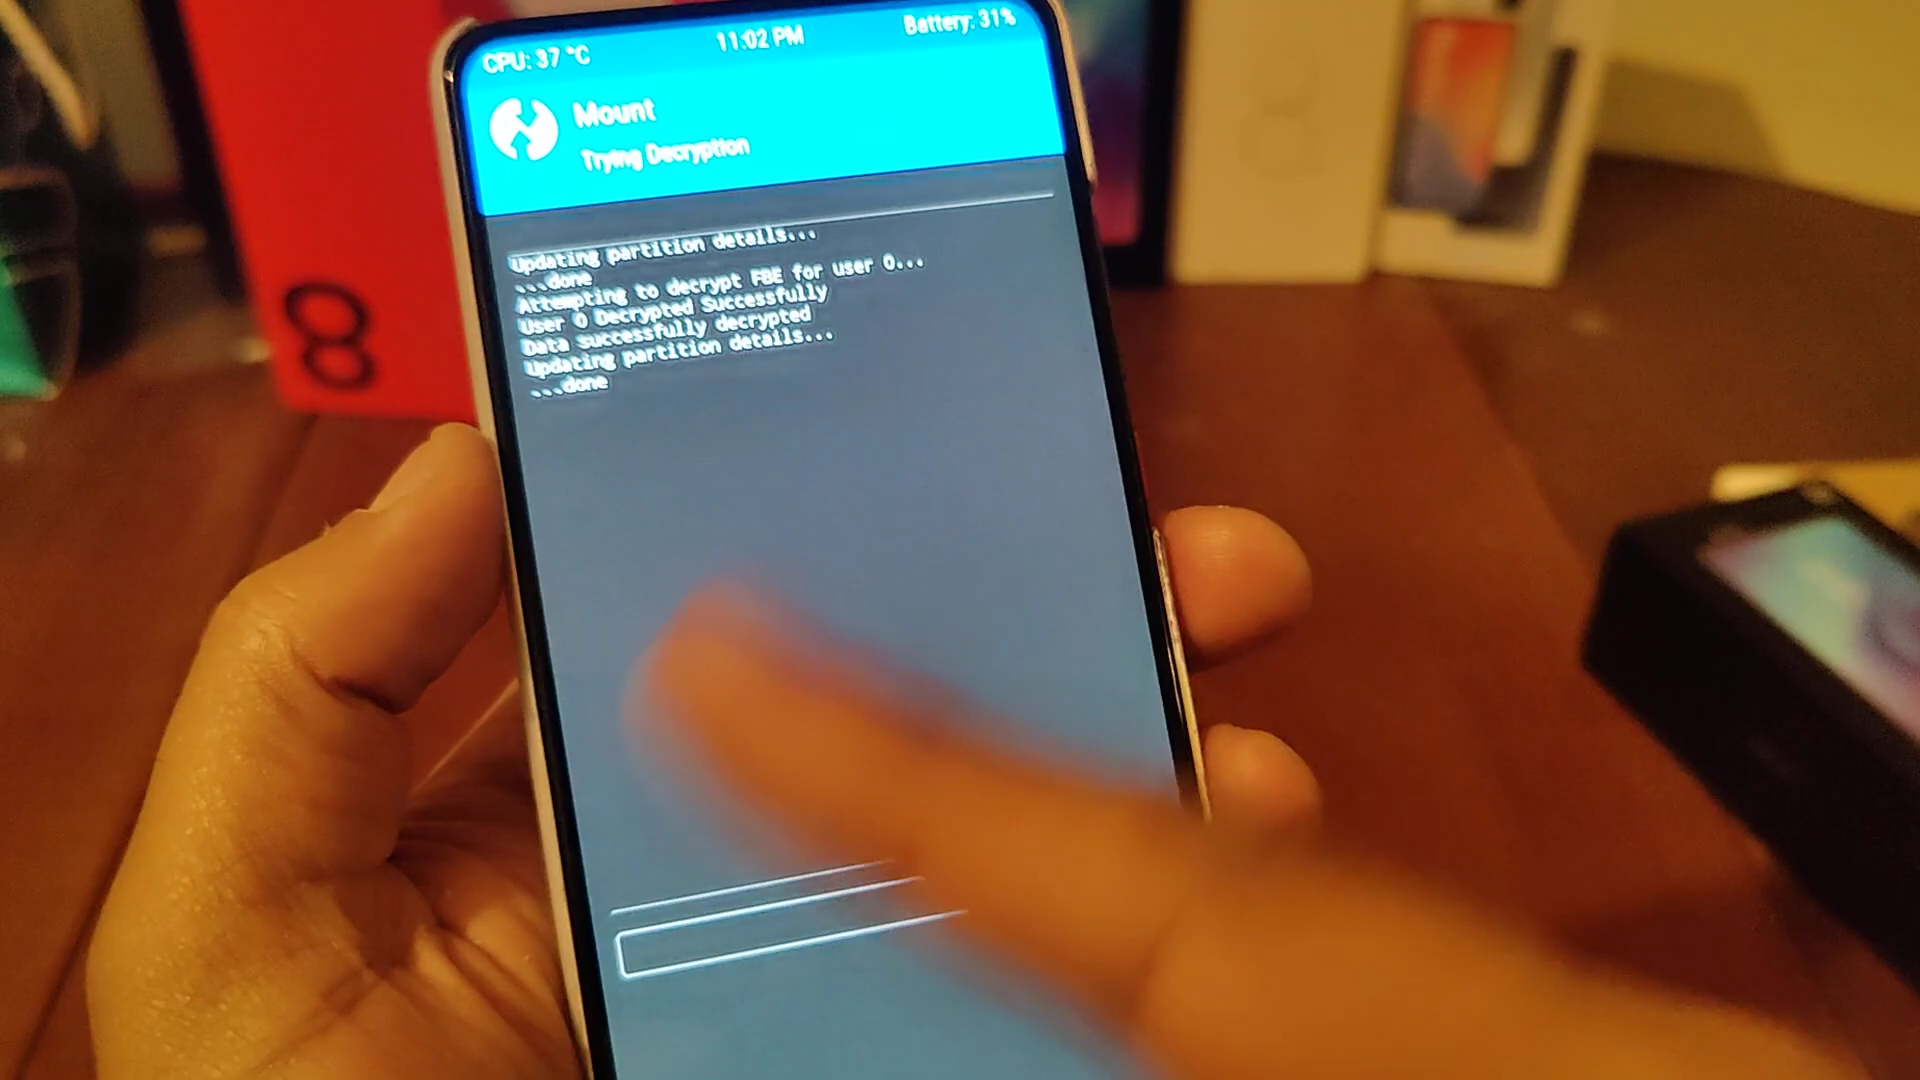 CPU: 37 °C 11:02 PM Battery: 31%
Mount
Trying Decryption
Updating partition details...
...done
Attempting to decrypt FBE for user 0...
User 0 Decrypted Successfully
Data successfully decrypted
Updating partition details...
...done
8